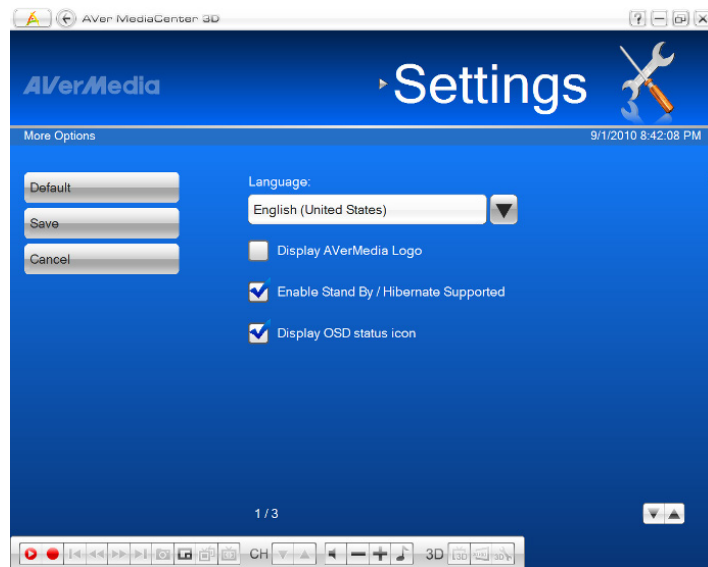 AVer MediaCenter 3D
AVerMedia
Settings
More Options
9/1/2010 8:42:08 PM
Default
Save
Cancel
Language:
English (United States)
Display AVerMedia Logo
Enable Stand By / Hibernate Supported
Display OSD status icon
1 / 3
CH
3D